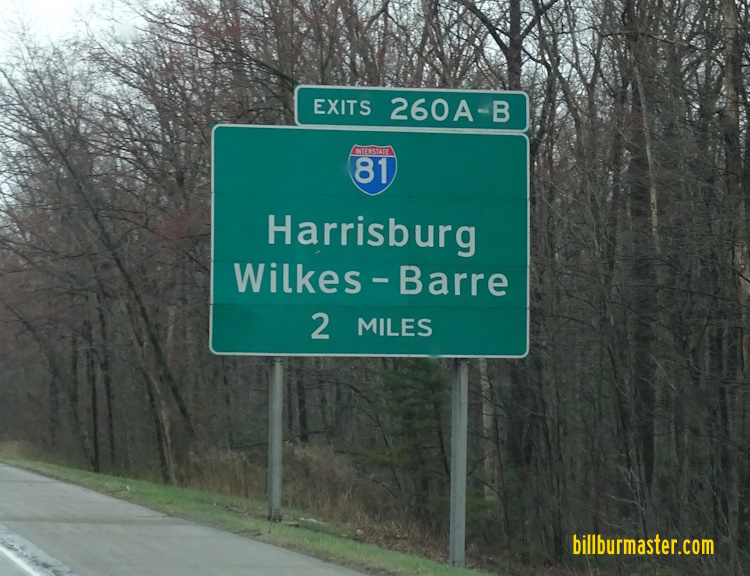 EXITS 260A-B
INTERSTATE
81
Harrisburg
Wilkes-Barre
2 MILES
billburmaster.com